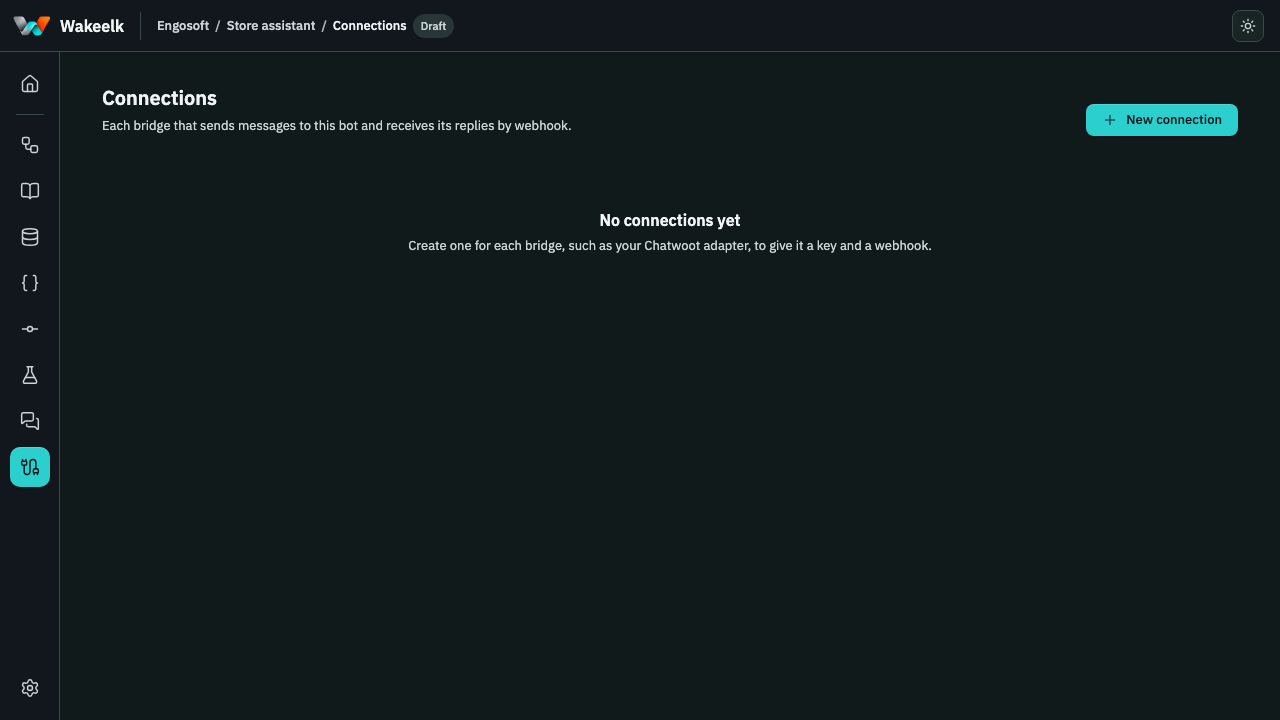 Wakeelk
Engosoft / Store assistant / Connections Draft
Connections
Each bridge that sends messages to this bot and receives its replies by webhook.
New connection
No connections yet
Create one for each bridge, such as your Chatwoot adapter, to give it a key and a webhook.